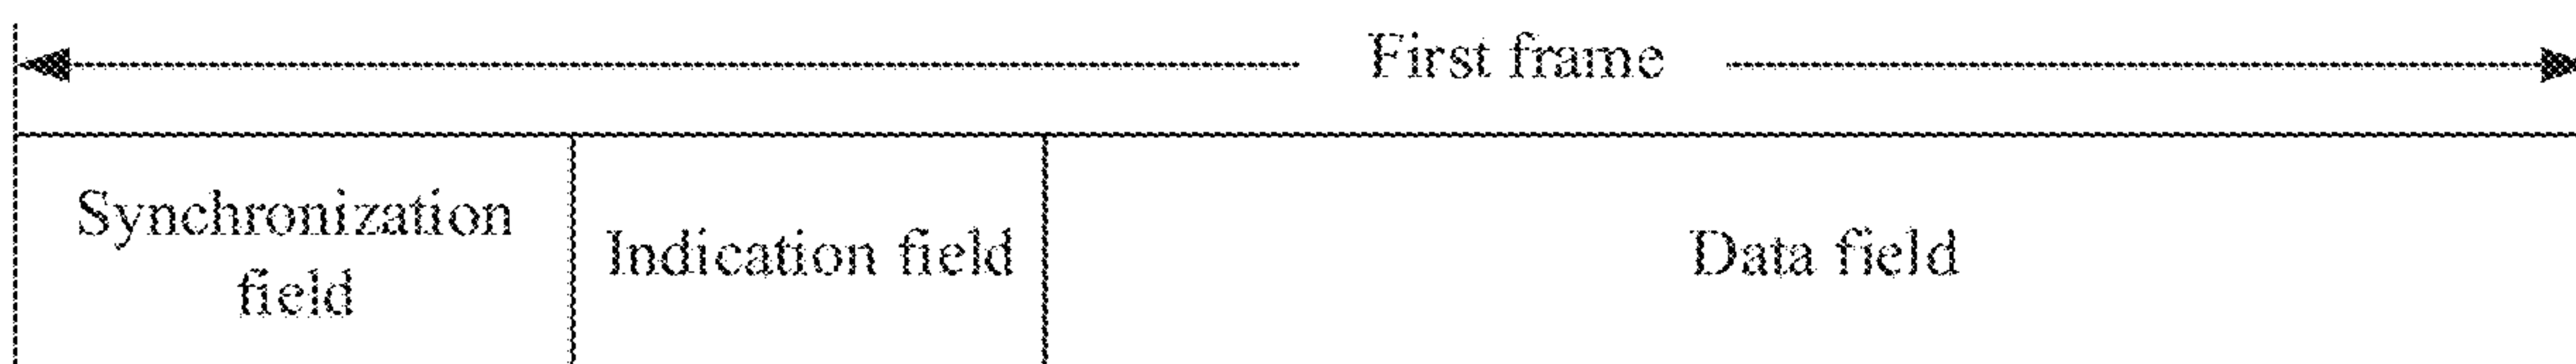 First frame
Synchronization
field
Indication field
Data field